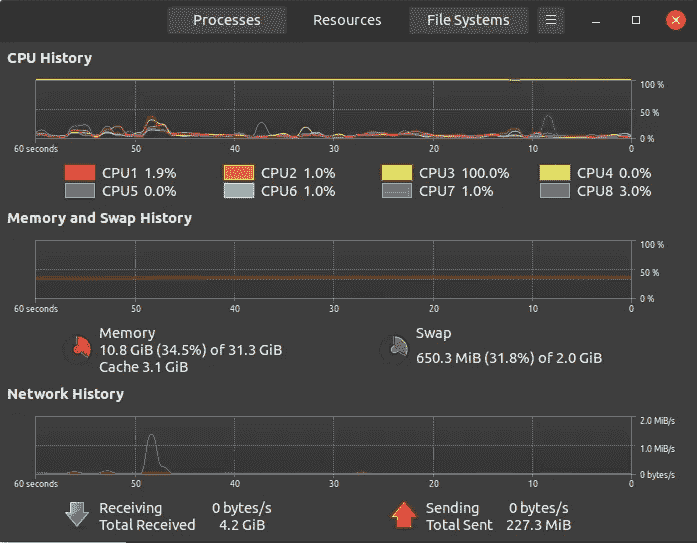 Processes Resources File Systems
CPU History
100 %
50 %
0 %
60 seconds 50 40 30 20 10 0
CPU1 1.9% CPU2 1.0% CPU3 100.0% CPU4 0.0%
CPU5 0.0% CPU6 1.0% CPU7 1.0% CPU8 3.0%
Memory and Swap History
100 %
50 %
0 %
60 seconds 50 40 30 20 10 0
Memory
10.8 GiB (34.5%) of 31.3 GiB
Cache 3.1 GiB
Swap
650.3 MiB (31.8%) of 2.0 GiB
Network History
2.0 MiB/s
1.0 MiB/s
0 bytes/s
60 seconds 50 40 30 20 10 0
Receiving 0 bytes/s
Total Received 4.2 GiB
Sending 0 bytes/s
Total Sent 227.3 MiB